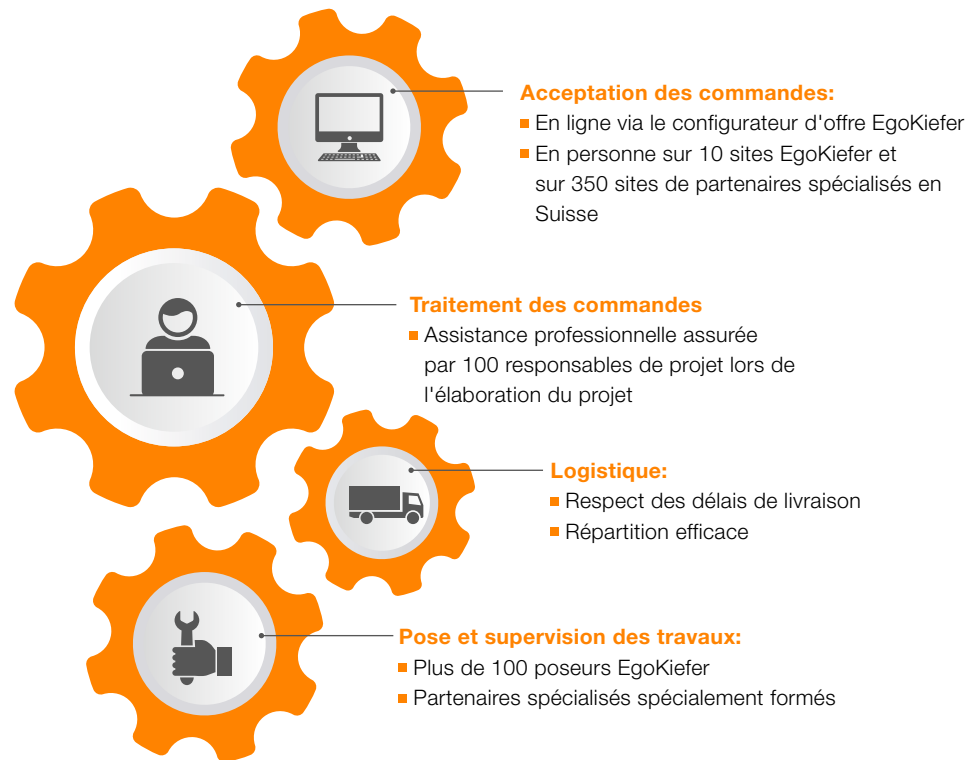 Acceptation des commandes:
En ligne via le configurateur d'offre EgoKiefer
En personne sur 10 sites EgoKiefer et
sur 350 sites de partenaires spécialisés en
Suisse
Traitement des commandes
Assistance professionnelle assurée
par 100 responsables de projet lors de
l'élaboration du projet
Logistique:
Respect des délais de livraison
Répartition efficace
Pose et supervision des travaux:
Plus de 100 poseurs EgoKiefer
Partenaires spécialisés spécialement formés